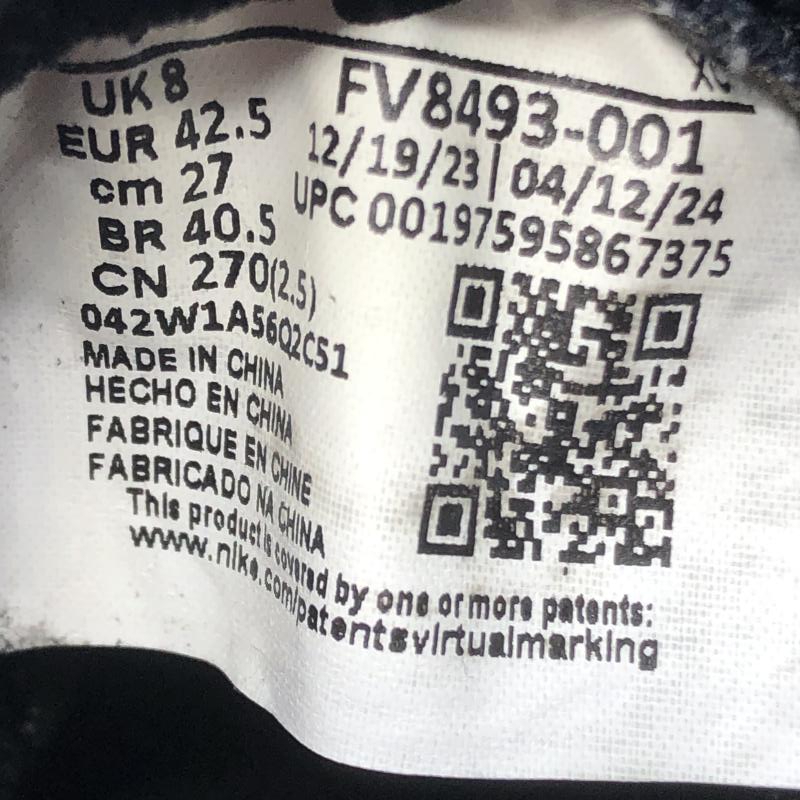 UK 8
EUR 42.5
cm 27
BR 40.5
CN 270(2.5)
042W1A56Q2C51
MADE IN CHINA
HECHO EN CHINA
FABRIQUE EN CHINE
FABRICADO NA CHINA
FV8493-001
12/19/23|04/12/24
UPC 00197595867375
This product is covered by one or more patents:
www.nike.com/patentsvirtualmarking